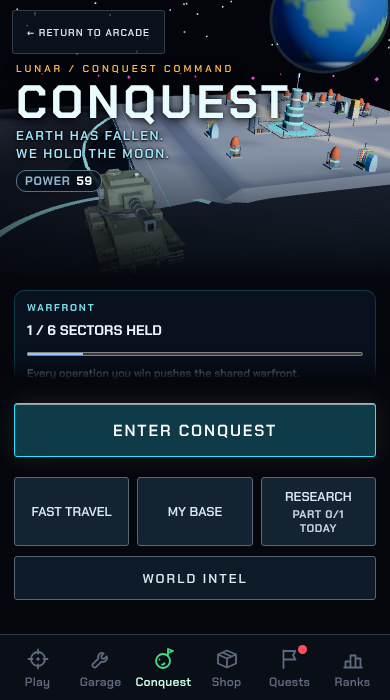 ← RETURN TO ARCADE
LUNAR / CONQUEST COMMAND
CONQUEST
EARTH HAS FALLEN.
WE HOLD THE MOON.
POWER 59
WARFRONT
1 / 6 SECTORS HELD
Every operation you win pushes the shared warfront.
ENTER CONQUEST
FAST TRAVEL
MY BASE
RESEARCH
PART 0/1
TODAY
WORLD INTEL
Play
Garage
Conquest
Shop
Quests
Ranks